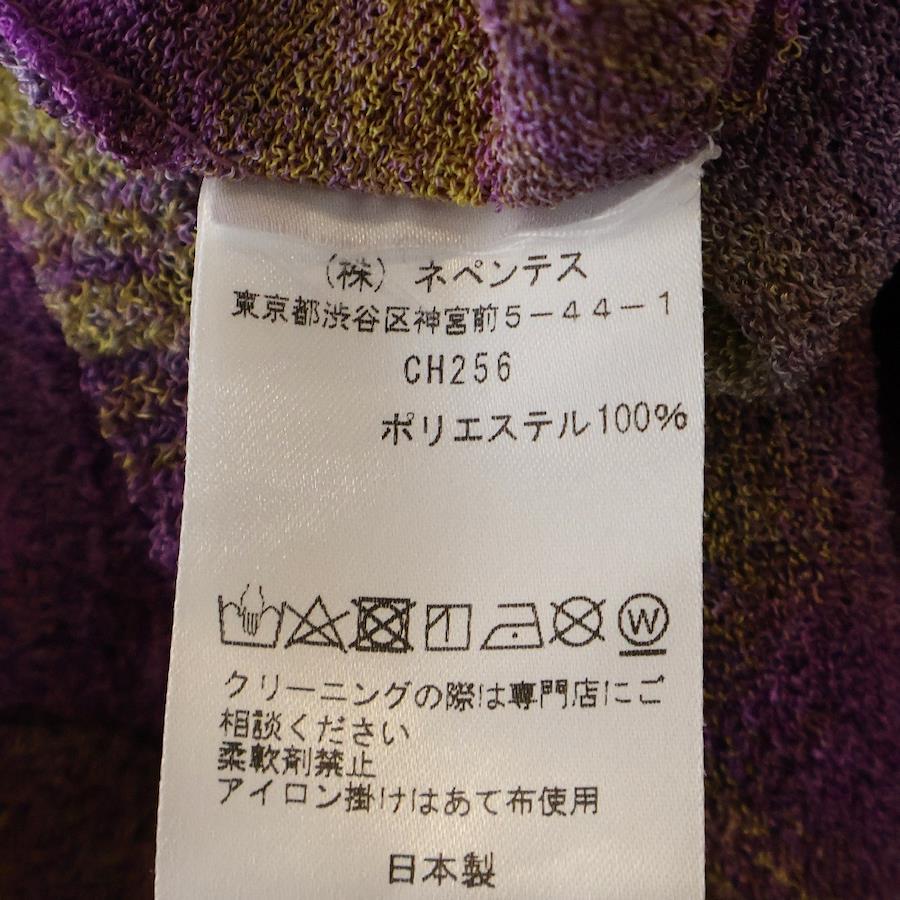 （株）ネペンテス
東京都渋谷区神宮前５－４４－１
CH256
ポリエステル100%
W
クリーニングの際は専門店にご
相談ください
柔軟剤禁止
アイロン掛けはあて布使用
日本製